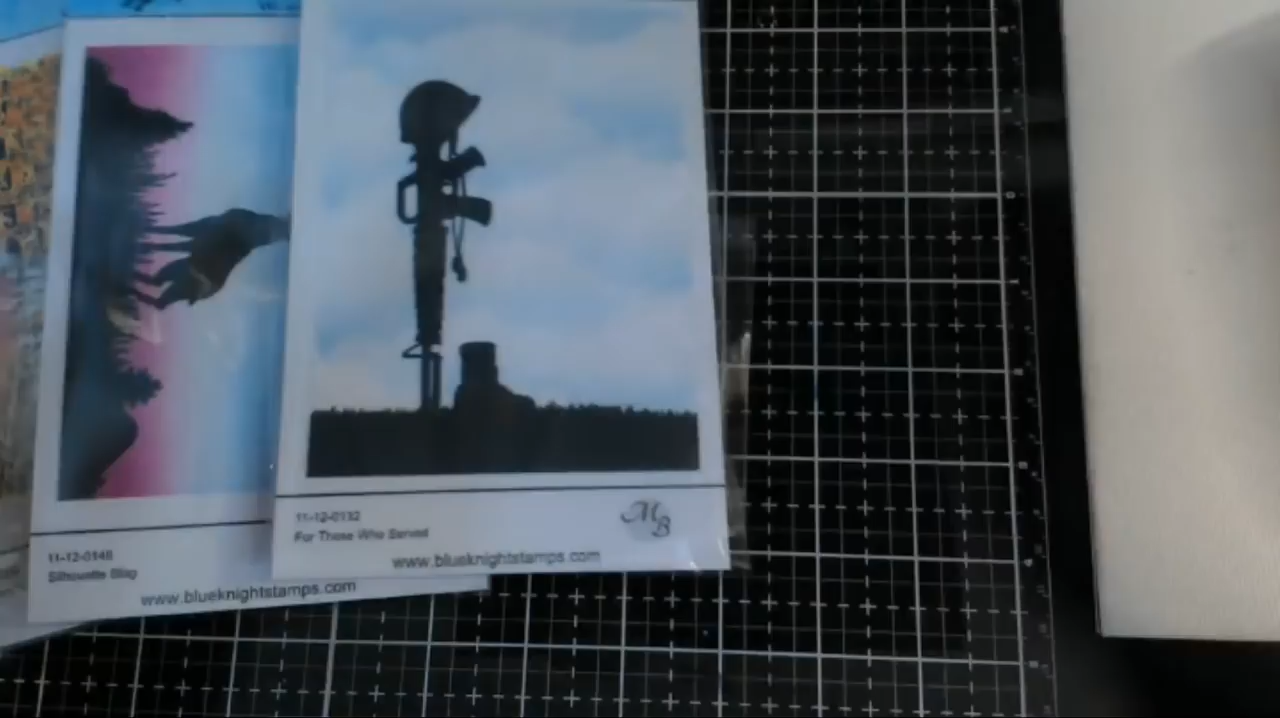 11-12-0132
For Those Who Served
MB
www.blueknightstamps.com
11-12-0148
Silhouette Stag
www.blueknightstamps.com